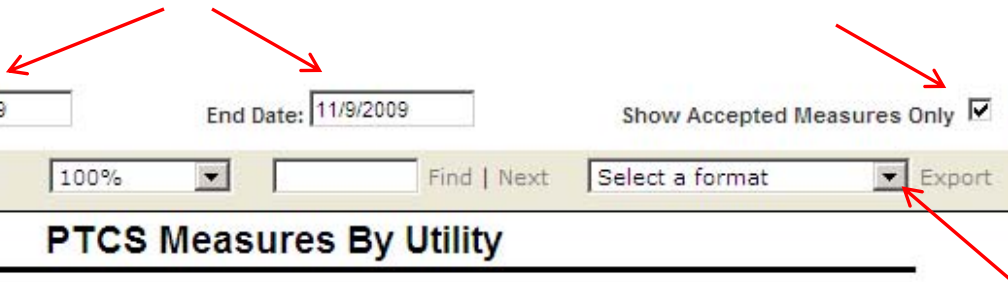 9 End Date: 11/9/2009 Show Accepted Measures Only
100% Find | Next Select a format Export
PTCS Measures By Utility